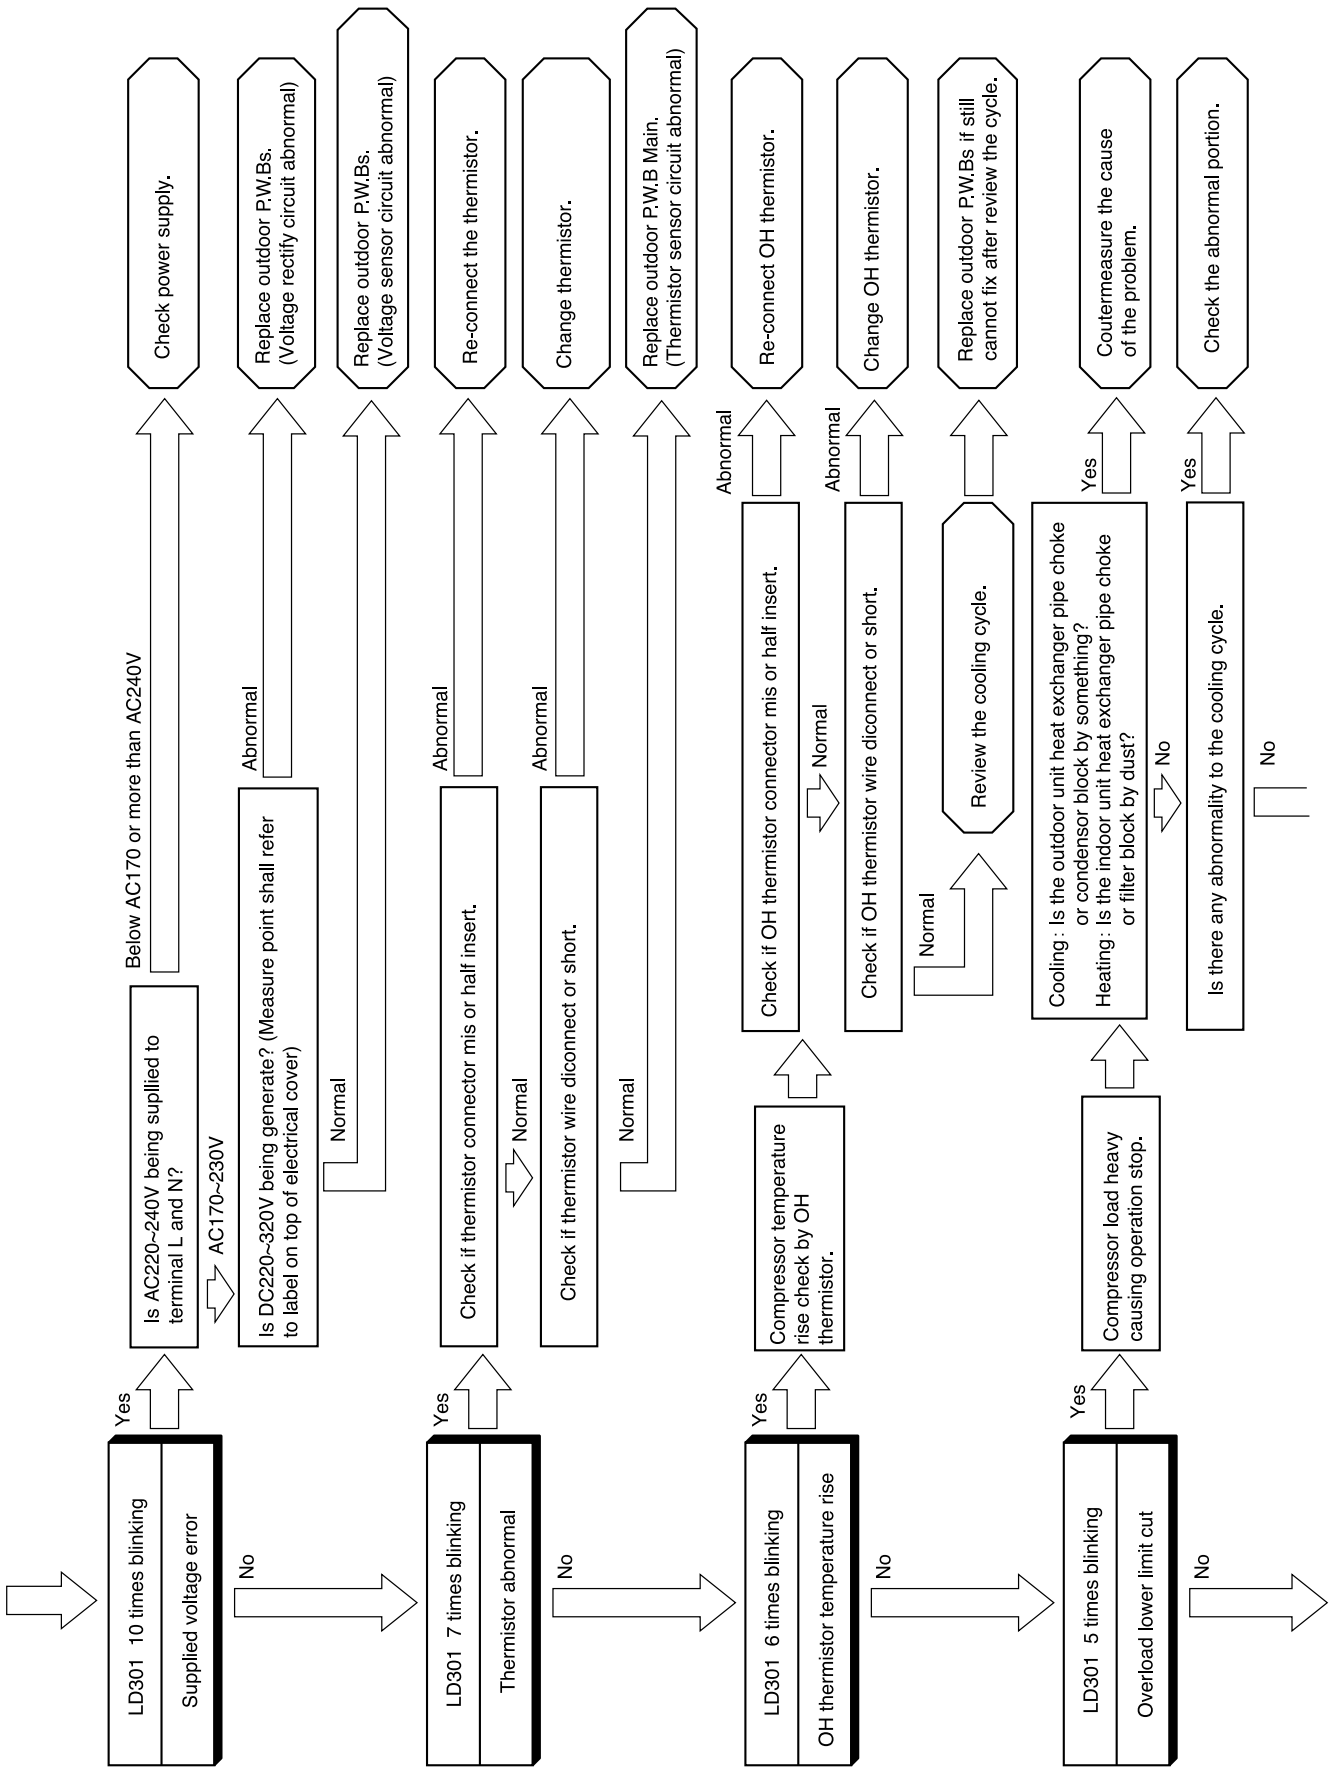 LD301  10 times blinking
Supplied voltage error
Yes
Is AC220~240V being supllied to
terminal L and N?
Below AC170 or more than AC240V
Check power supply.
AC170~230V
Is DC220~320V being generate? (Measure point shall refer
to label on top of electrical cover)
Abnormal
Replace outdoor P.W.Bs.
(Voltage rectify circuit abnormal)
Normal
Replace outdoor P.W.Bs.
(Voltage sensor circuit abnormal)
No
LD301  7 times blinking
Thermistor abnormal
Yes
Check if thermistor connector mis or half insert.
Abnormal
Re-connect the thermistor.
Normal
Check if thermistor wire diconnect or short.
Abnormal
Change thermistor.
Normal
Replace outdoor P.W.B Main.
(Thermistor sensor circuit abnormal)
No
LD301  6 times blinking
OH thermistor temperature rise
Yes
Compressor temperature
rise check by OH
thermistor.
Check if OH thermistor connector mis or half insert.
Abnormal
Re-connect OH thermistor.
Normal
Check if OH thermistor wire diconnect or short.
Abnormal
Change OH thermistor.
Normal
Review the cooling cycle.
Replace outdoor P.W.Bs if still
cannot fix after review the cycle.
No
LD301  5 times blinking
Overload lower limit cut
Yes
Compressor load heavy
causing operation stop.
Cooling : Is the outdoor unit heat exchanger pipe choke
or condensor block by something?
Heating : Is the indoor unit heat exchanger pipe choke
or filter block by dust?
Yes
Coutermeasure the cause
of the problem.
No
Is there any abnormality to the cooling cycle.
Yes
Check the abnormal portion.
No
No